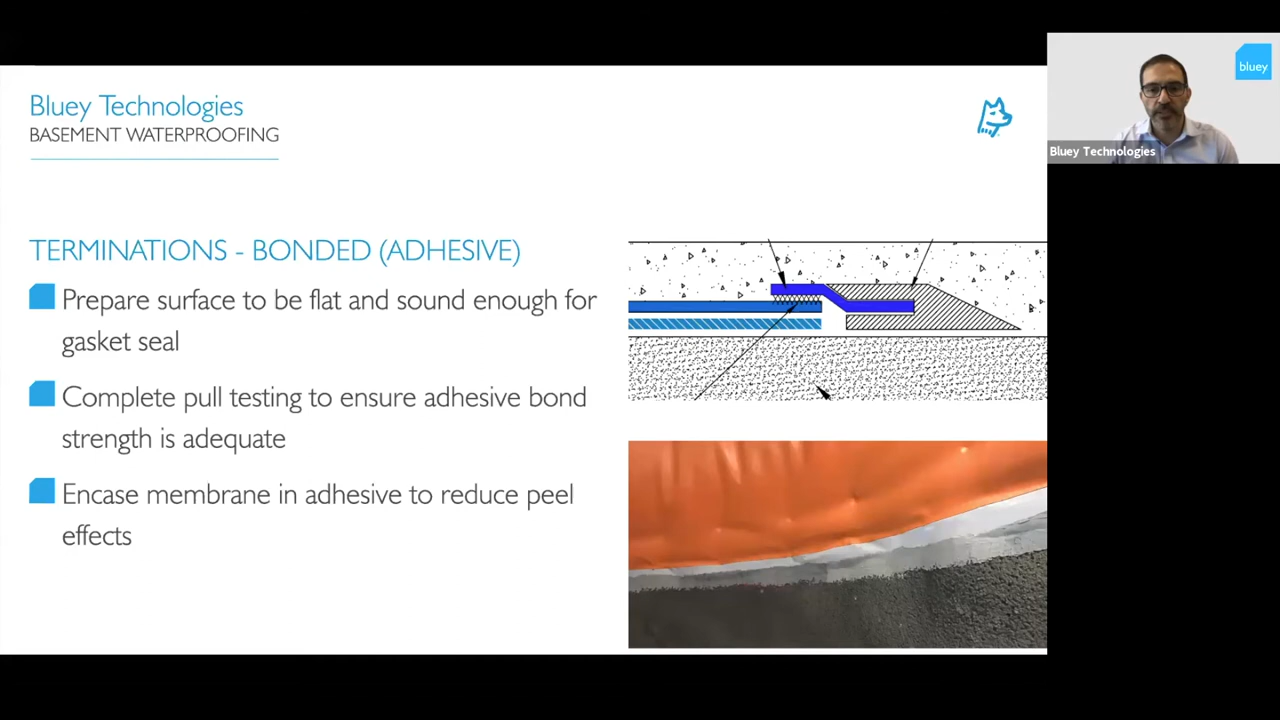 Bluey Technologies
BASEMENT WATERPROOFING
TERMINATIONS - BONDED (ADHESIVE)
Prepare surface to be flat and sound enough for
gasket seal
Complete pull testing to ensure adhesive bond
strength is adequate
Encase membrane in adhesive to reduce peel
effects
bluey
Bluey Technologies